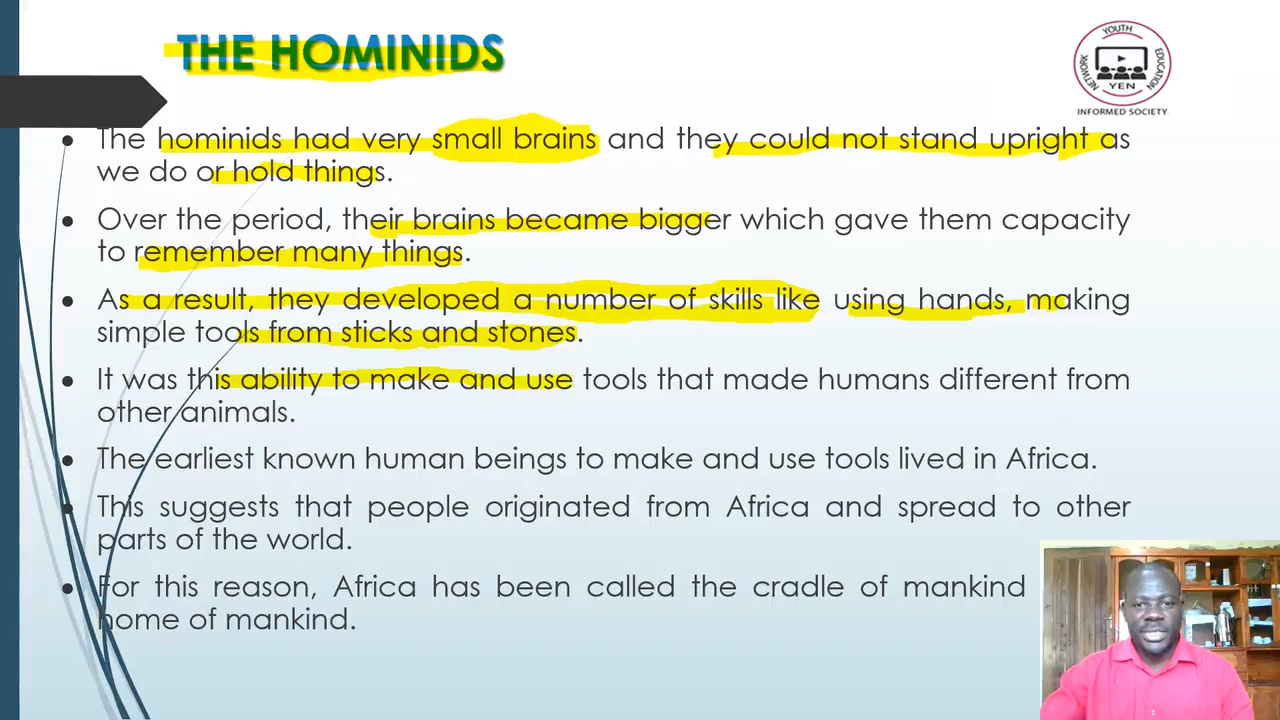 THE HOMINIDS
YOUTH EDUCATION NETWORK
YEN
INFORMED SOCIETY
• The hominids had very small brains and they could not stand upright as
we do or hold things.
• Over the period, their brains became bigger which gave them capacity
to remember many things.
• As a result, they developed a number of skills like using hands, making
simple tools from sticks and stones.
• It was this ability to make and use tools that made humans different from
other animals.
• The earliest known human beings to make and use tools lived in Africa.
• This suggests that people originated from Africa and spread to other
parts of the world.
• For this reason, Africa has been called the cradle of mankind
home of mankind.